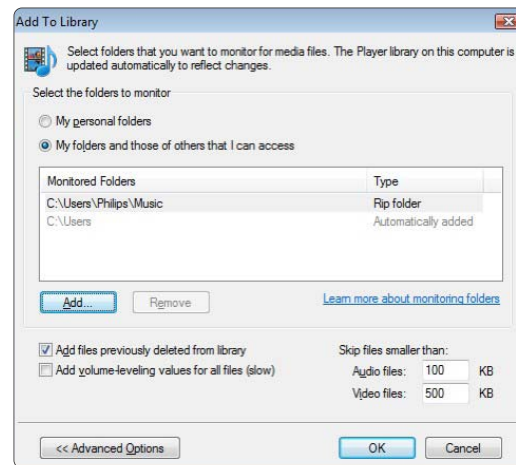 Add To Library
Select folders that you want to monitor for media files. The Player library on this computer is
updated automatically to reflect changes.
Select the folders to monitor
My personal folders
My folders and those of others that I can access
Monitored Folders Type
C:\Users\Philips\Music Rip folder
C:\Users Automatically added
Add... Remove Learn more about monitoring folders
Add files previously deleted from library Skip files smaller than:
Add volume-leveling values for all files (slow) Audio files: 100 KB
Video files: 500 KB
<< Advanced Options OK Cancel